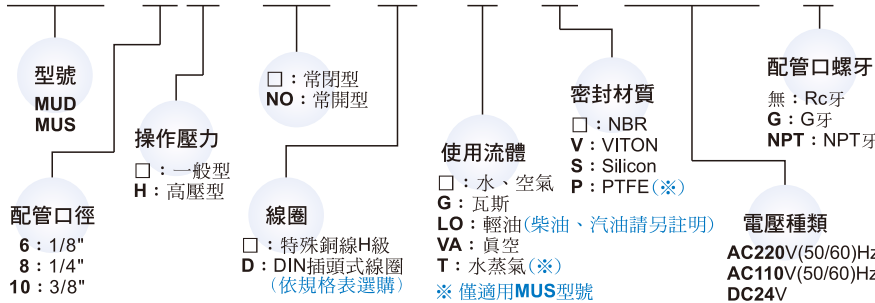 型號
MUD
MUS
配管口徑
6：1/8"
8：1/4"
10：3/8"
操作壓力
□：一般型
H：高壓型
□：常閉型
NO：常開型
線圈
□：特殊銅線H級
D：DIN插頭式線圈
(依規格表選購)
使用流體
□：水、空氣
G：瓦斯
LO：輕油(柴油、汽油請另註明)
VA：真空
T：水蒸氣(※)
※ 僅適用MUS型號
密封材質
□：NBR
V：VITON
S：Silicon
P：PTFE(※)
電壓種類
AC220V(50/60)Hz
AC110V(50/60)Hz
DC24V
配管口螺牙
無：Rc牙
G：G牙
NPT：NPT牙